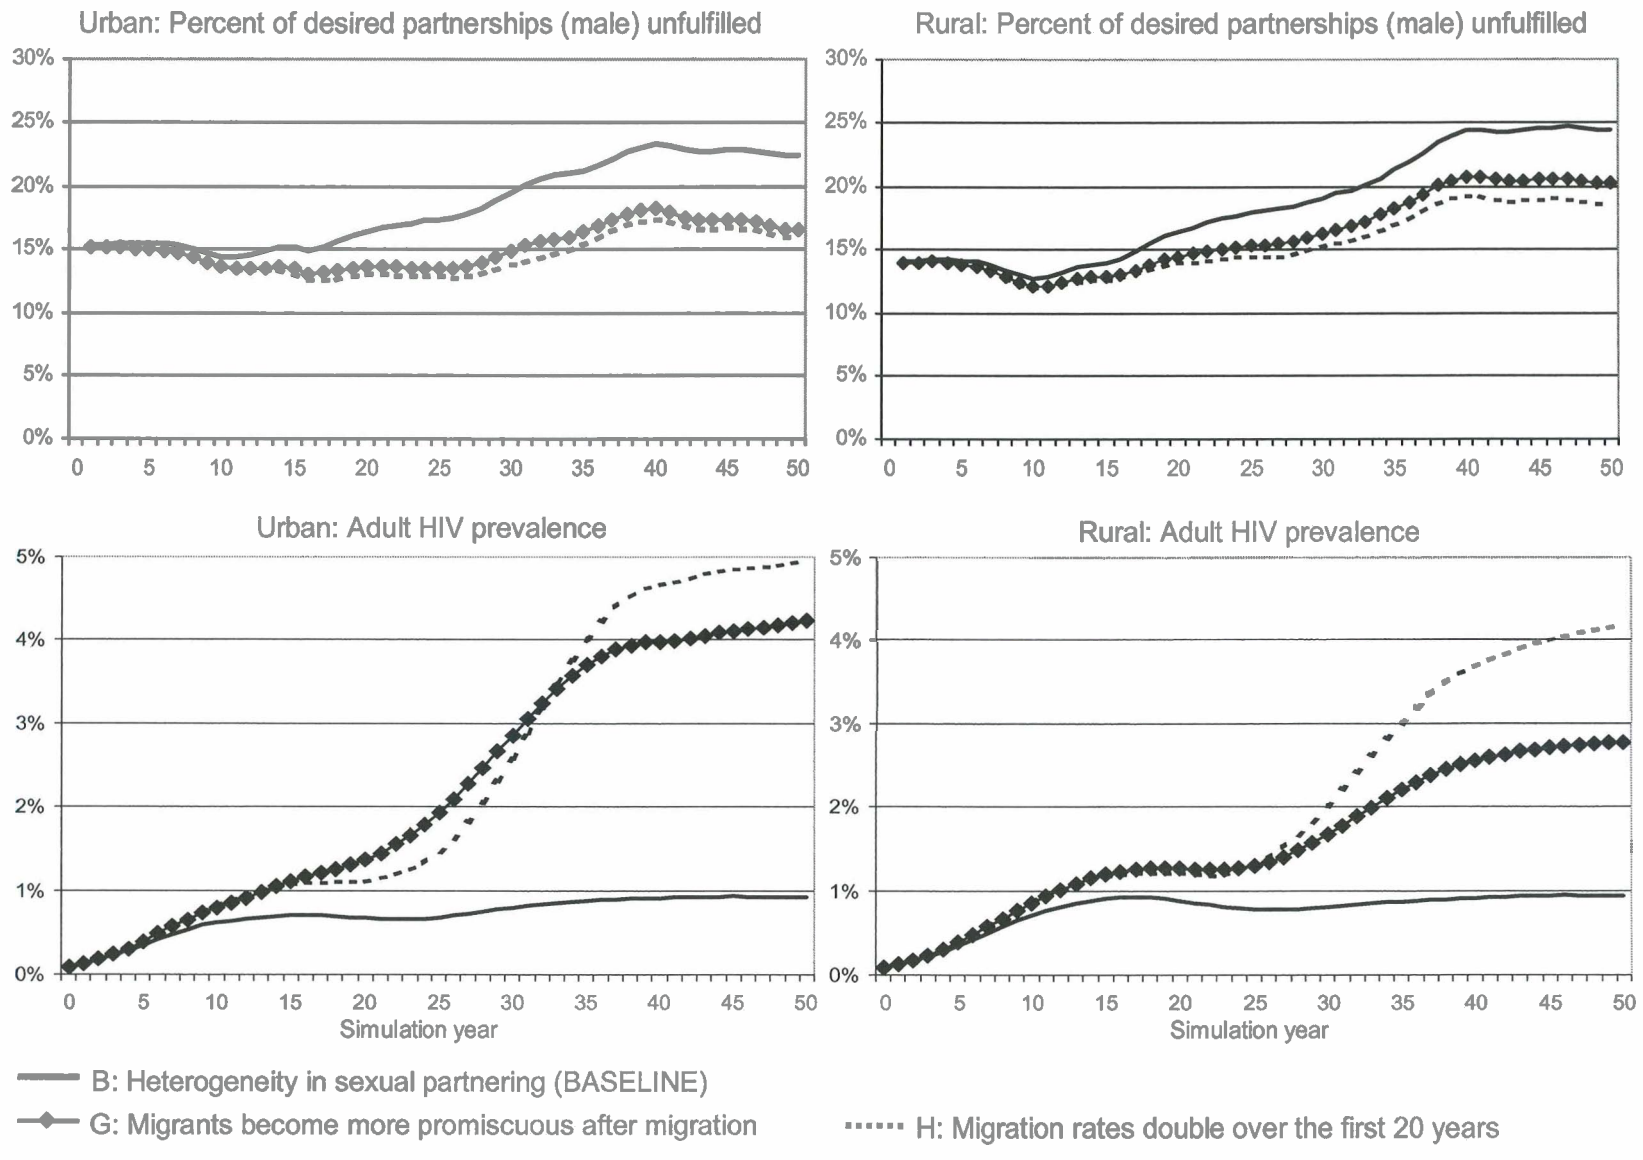 Urban: Percent of desired partnerships (male) unfulfilled
30%
25%
20%
15%
10%
5%
0%
0 5 10 15 20 25 30 35 40 45 50
Rural: Percent of desired partnerships (male) unfulfilled
30%
25%
20%
15%
10%
5%
0%
0 5 10 15 20 25 30 35 40 45 50
Urban: Adult HIV prevalence
5%
4%
3%
2%
1%
0%
0 5 10 15 20 25 30 35 40 45 50
Simulation year
Rural: Adult HIV prevalence
5%
4%
3%
2%
1%
0%
0 5 10 15 20 25 30 35 40 45 50
Simulation year
B: Heterogeneity in sexual partnering (BASELINE)
G: Migrants become more promiscuous after migration
H: Migration rates double over the first 20 years